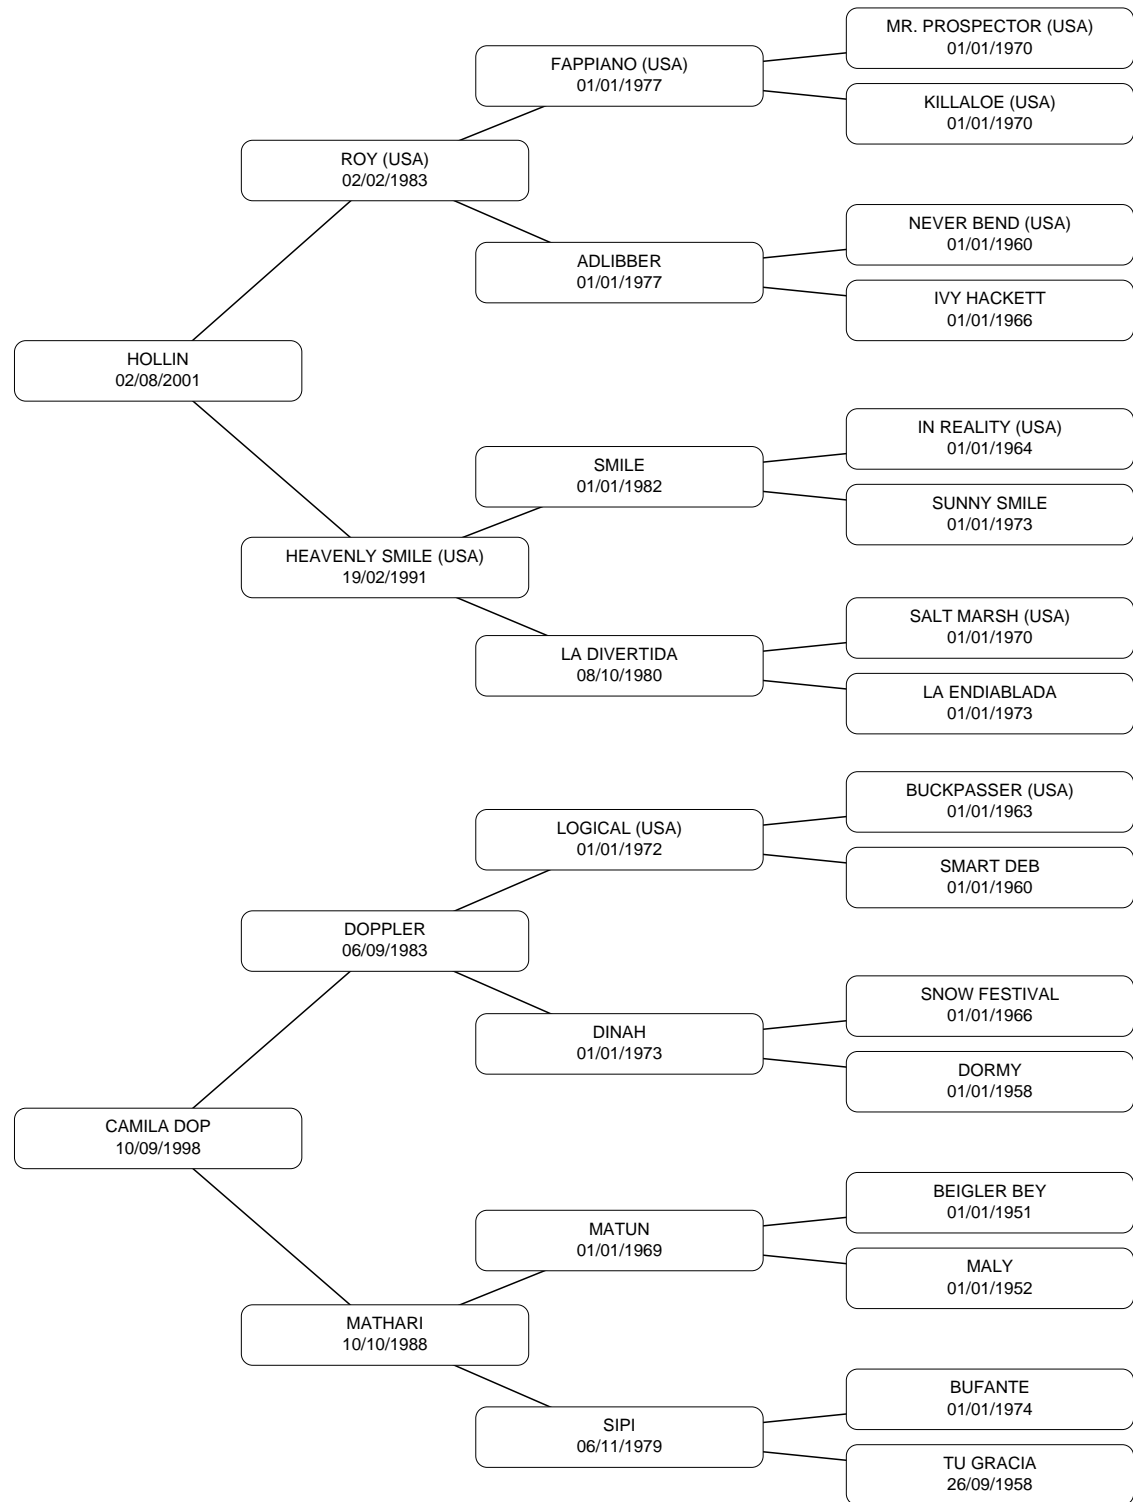 MR. PROSPECTOR (USA)
01/01/1970
FAPPIANO (USA)
01/01/1977
KILLALOE (USA)
01/01/1970
ROY (USA)
02/02/1983
NEVER BEND (USA)
01/01/1960
ADLIBBER
01/01/1977
IVY HACKETT
01/01/1966
HOLLIN
02/08/2001
IN REALITY (USA)
01/01/1964
SMILE
01/01/1982
SUNNY SMILE
01/01/1973
HEAVENLY SMILE (USA)
19/02/1991
SALT MARSH (USA)
01/01/1970
LA DIVERTIDA
08/10/1980
LA ENDIABLADA
01/01/1973
BUCKPASSER (USA)
01/01/1963
LOGICAL (USA)
01/01/1972
SMART DEB
01/01/1960
DOPPLER
06/09/1983
SNOW FESTIVAL
01/01/1966
DINAH
01/01/1973
DORMY
01/01/1958
CAMILA DOP
10/09/1998
BEIGLER BEY
01/01/1951
MATUN
01/01/1969
MALY
01/01/1952
MATHARI
10/10/1988
BUFANTE
01/01/1974
SIPI
06/11/1979
TU GRACIA
26/09/1958